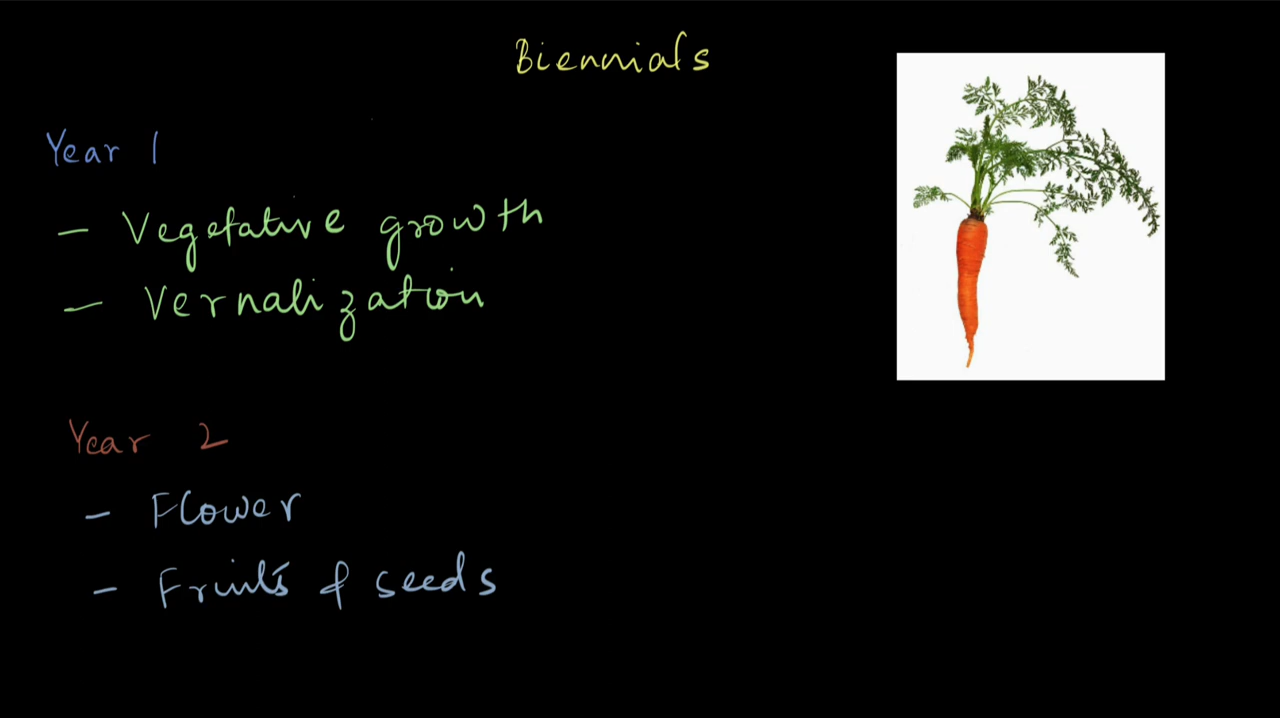 Biennials
Year 1
- Vegetative growth
- Vernalization
Year 2
- Flower
- Fruits & seeds